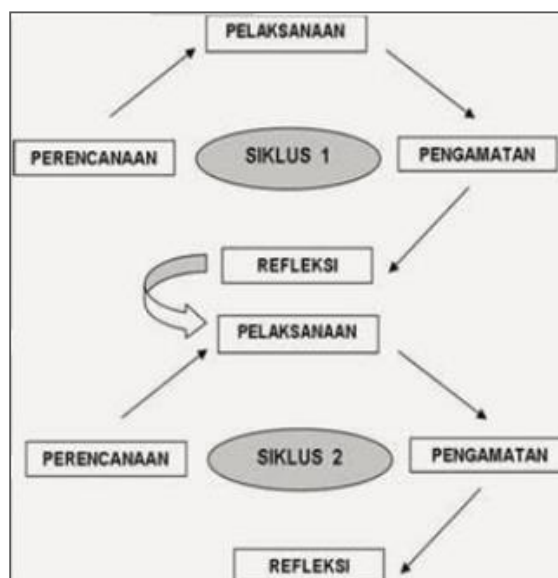 PELAKSANAAN
PERENCANAAN
SIKLUS 1
PENGAMATAN
REFLEKSI
PELAKSANAAN
PERENCANAAN
SIKLUS 2
PENGAMATAN
REFLEKSI